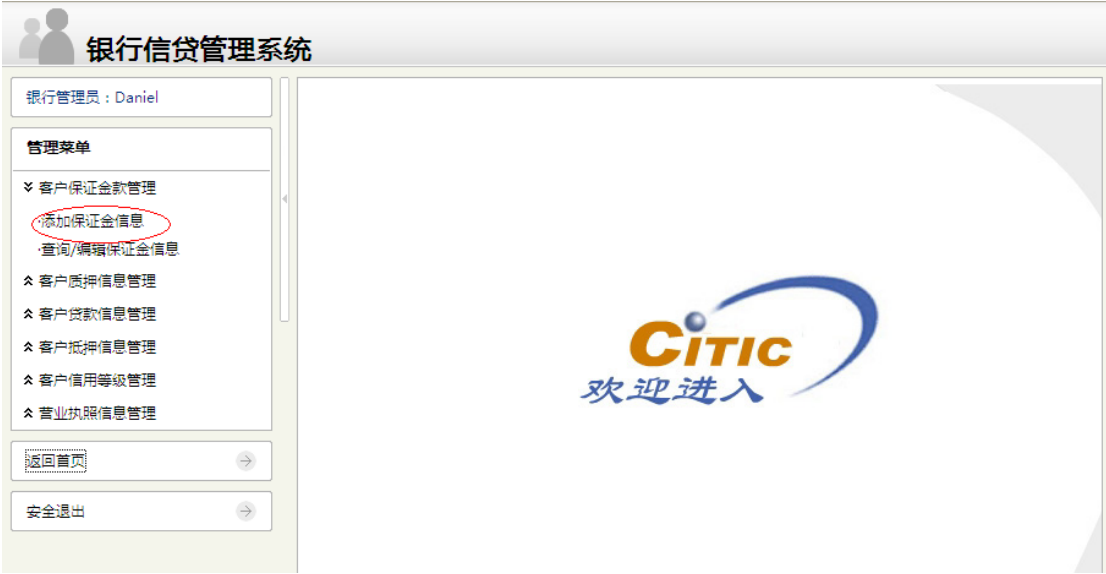 银行信贷管理系统
银行管理员：Daniel
管理菜单
客户保证金款管理
·添加保证金信息
·查询/编辑保证金信息
客户质押信息管理
客户贷款信息管理
客户抵押信息管理
客户信用等级管理
营业执照信息管理
返回首页
安全退出
CiTIC
欢迎进入